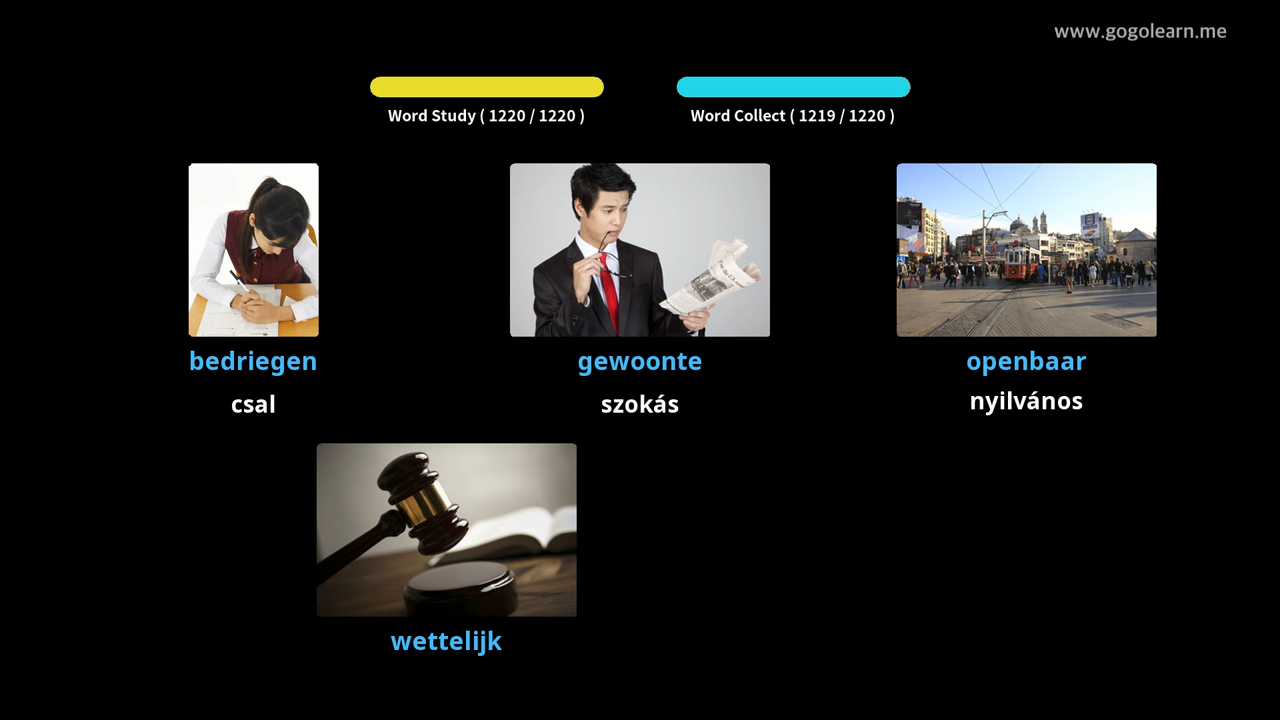 www.gogolearn.me
Word Study ( 1220 / 1220 )
Word Collect ( 1219 / 1220 )
bedriegen
gewoonte
openbaar
csal
szokás
nyilvános
wettelijk